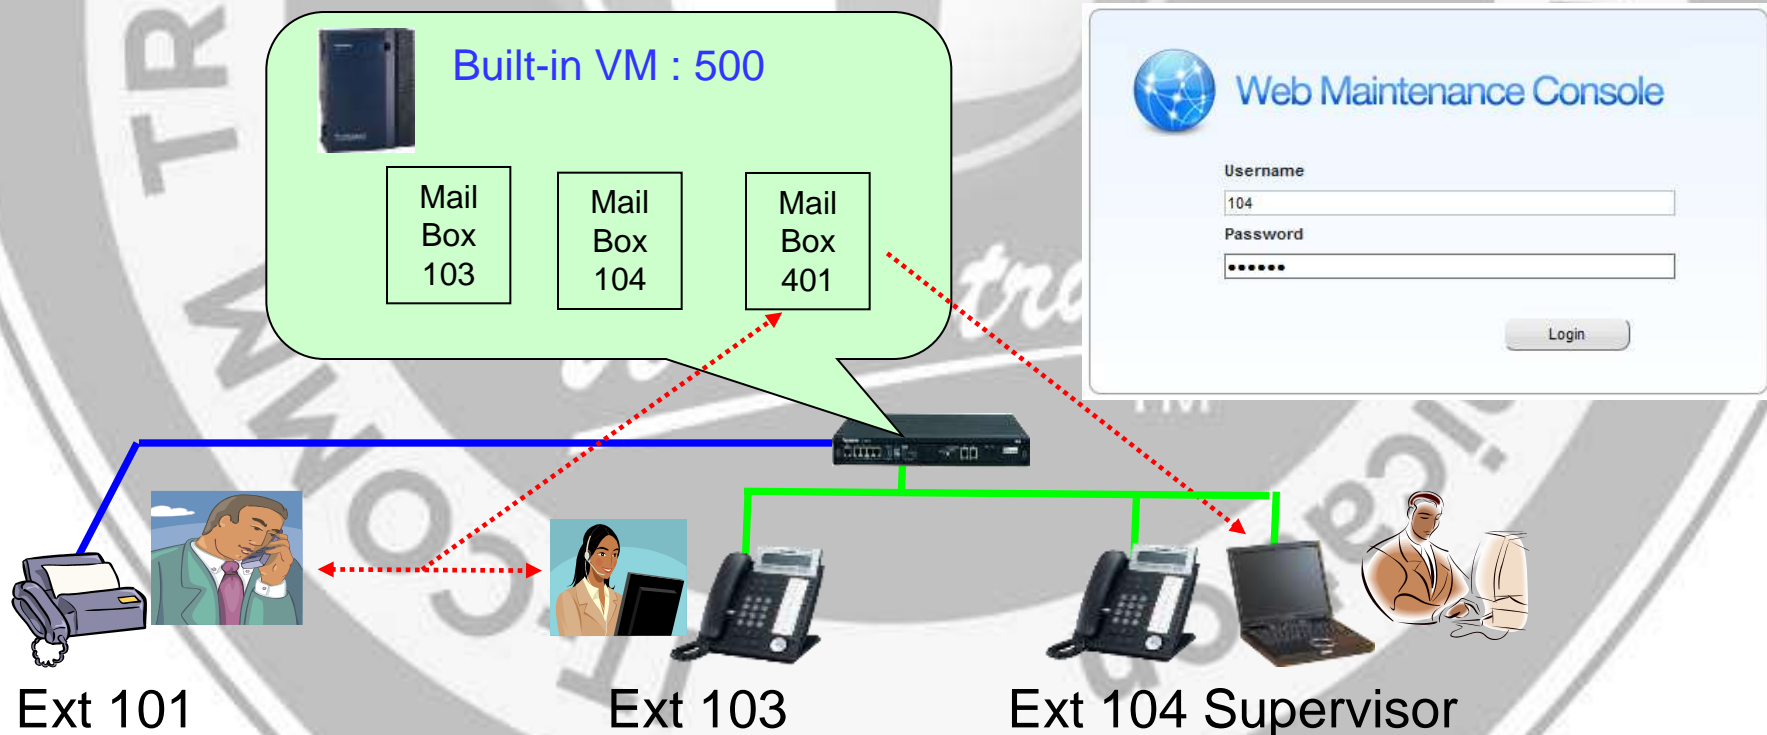 Built-in VM : 500
Mail
Box
103
Mail
Box
104
Mail
Box
401
Web Maintenance Console
Username
104
Password
••••••
Login
TM
Ext 101
Ext 103
Ext 104 Supervisor